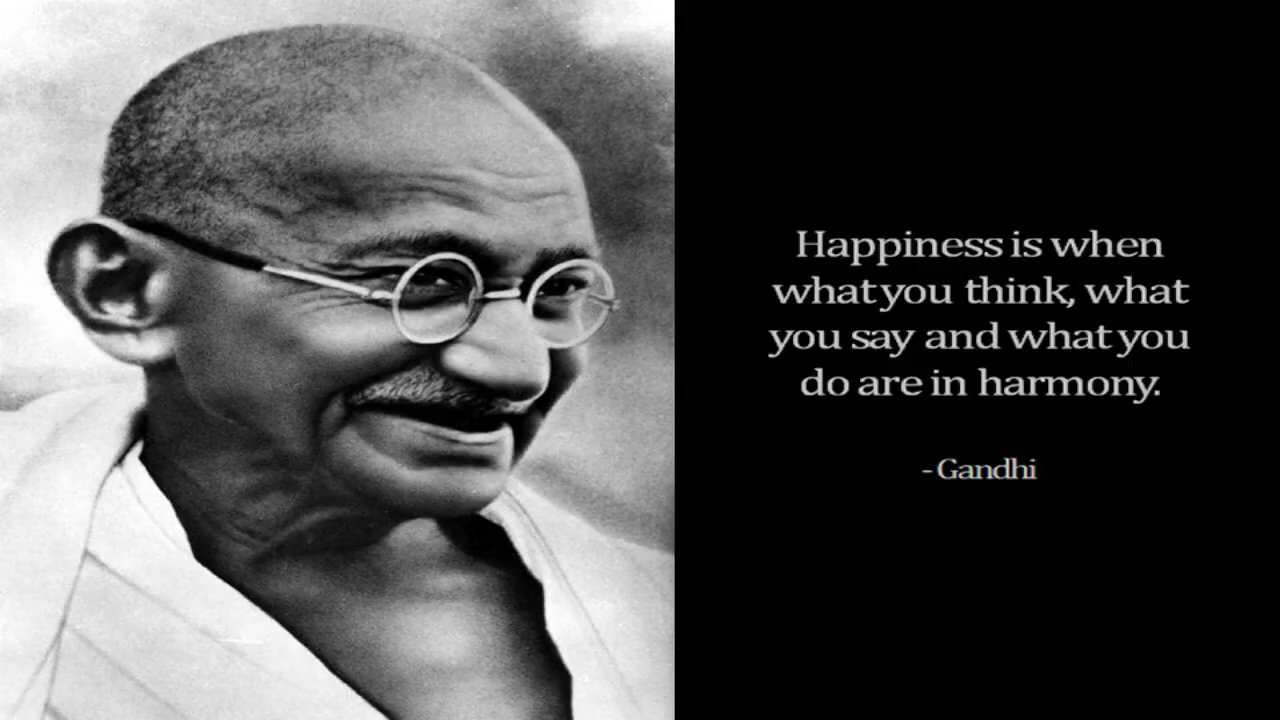 Happiness is when
what you think, what
you say and what you
do are in harmony.
- Gandhi